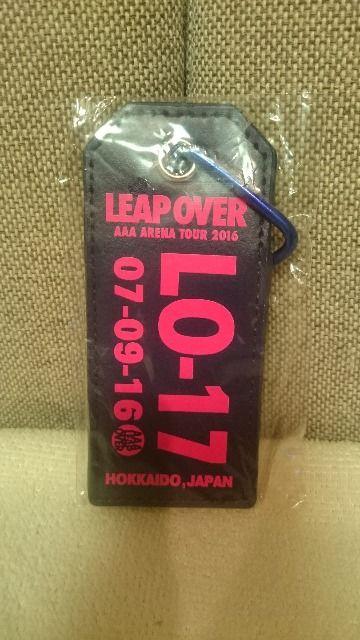 LEAP OVER
AAA ARENA TOUR 2016
LO-17
07-09-16
HOKKAIDO, JAPAN